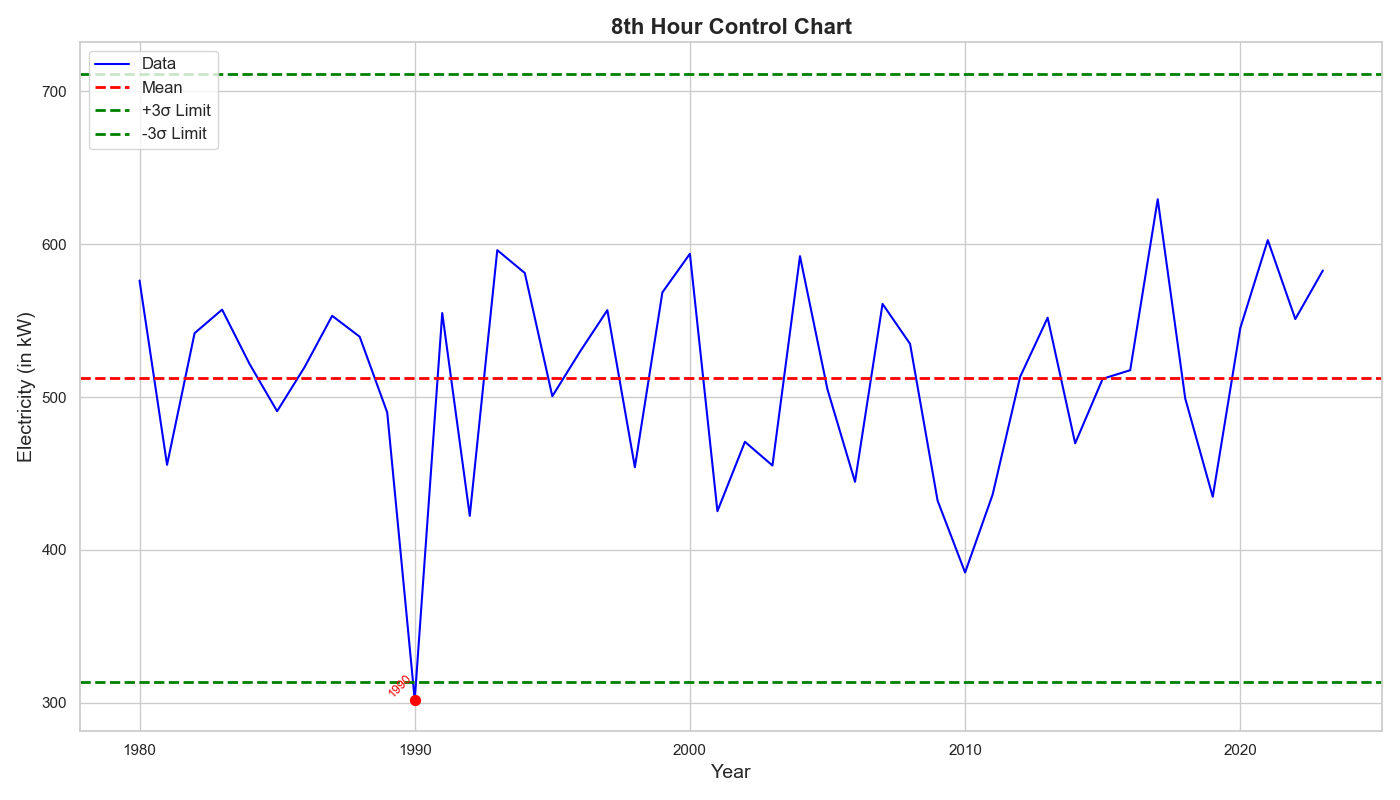 8th Hour Control Chart
Data
Mean
+3σ Limit
-3σ Limit
700
600
500
400
300
Electricity (in kW)
1990
1980
1990
2000
2010
2020
Year